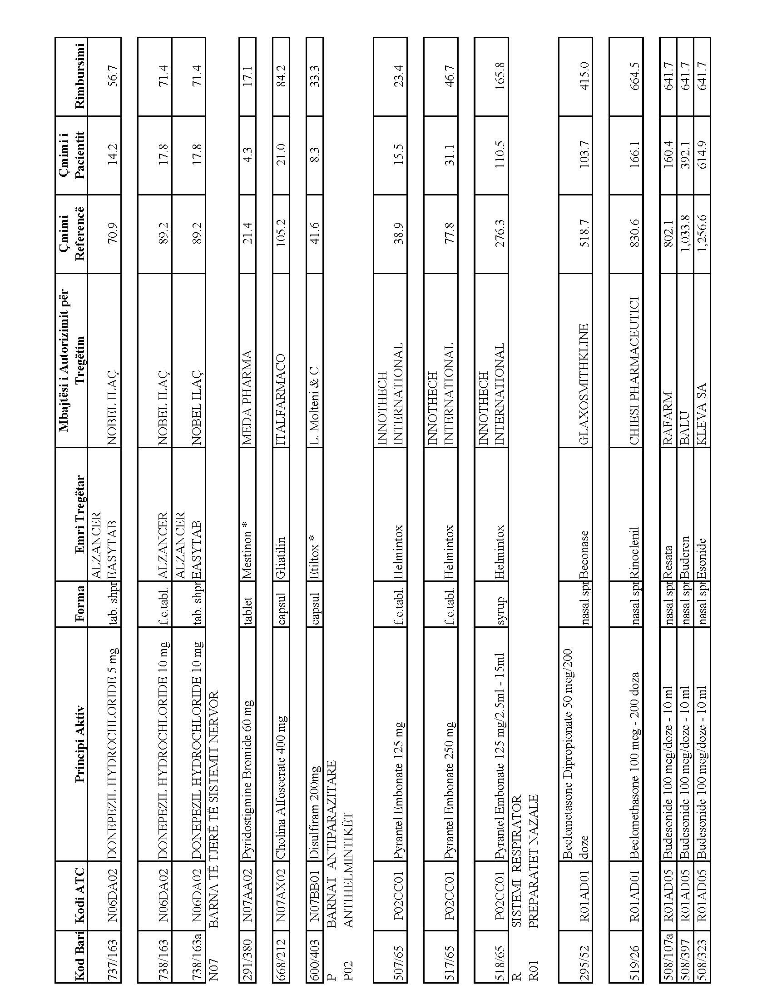 Kod Bari Kodi ATC Principi Aktiv Forma Emri Tregëtar Mbajtësi i Autorizimit për Tregëtim Çmimi Referencë Çmimi i Pacientit Rimbursimi
737/163 N06DA02 DONEPEZIL HYDROCHLORIDE 5 mg tab. shpr ALZANCER EASYTAB NOBEL ILAÇ 70.9 14.2 56.7
738/163 N06DA02 DONEPEZIL HYDROCHLORIDE 10 mg f.c.tabl. ALZANCER NOBEL ILAÇ 89.2 17.8 71.4
738/163a N06DA02 DONEPEZIL HYDROCHLORIDE 10 mg tab. shpr ALZANCER EASYTAB NOBEL ILAÇ 89.2 17.8 71.4
N07 BARNA TË TJERË TË SISTEMIT NERVOR
291/380 N07AA02 Pyridostigmine Bromide 60 mg tablet Mestinon * MEDA PHARMA 21.4 4.3 17.1
668/212 N07AX02 Cholina Alfoscerate 400 mg capsul Gliatilin ITALFARMACO 105.2 21.0 84.2
600/403 N07BB01 Disulfiram 200mg capsul Etiltox * L. Molteni & C 41.6 8.3 33.3
P BARNAT ANTIPARAZITARE
P02 ANTIHELMINTIKËT
507/65 P02CC01 Pyrantel Embonate 125 mg f.c.tabl. Helmintox INNOTHECH INTERNATIONAL 38.9 15.5 23.4
517/65 P02CC01 Pyrantel Embonate 250 mg f.c.tabl. Helmintox INNOTHECH INTERNATIONAL 77.8 31.1 46.7
518/65 P02CC01 Pyrantel Embonate 125 mg/2.5ml - 15ml syrup Helmintox INNOTHECH INTERNATIONAL 276.3 110.5 165.8
R SISTEMI RESPIRATOR
R01 PREPARATET NAZALE
295/52 R01AD01 Beclometasone Dipropionate 50 mcg/200 doze nasal spr Beconase GLAXOSMITHKLINE 518.7 103.7 415.0
519/26 R01AD01 Beclomethasone 100 mcg - 200 doza nasal spr Rinoclenil CHIESI PHARMACEUTICI 830.6 166.1 664.5
508/107a R01AD05 Budesonide 100 mcg/doze - 10 ml nasal spr Resata RAFARM 802.1 160.4 641.7
508/397 R01AD05 Budesonide 100 mcg/doze - 10 ml nasal spr Buderen BALU 1,033.8 392.1 641.7
508/323 R01AD05 Budesonide 100 mcg/doze - 10 ml nasal spr Esonide KLEVA SA 1,256.6 614.9 641.7